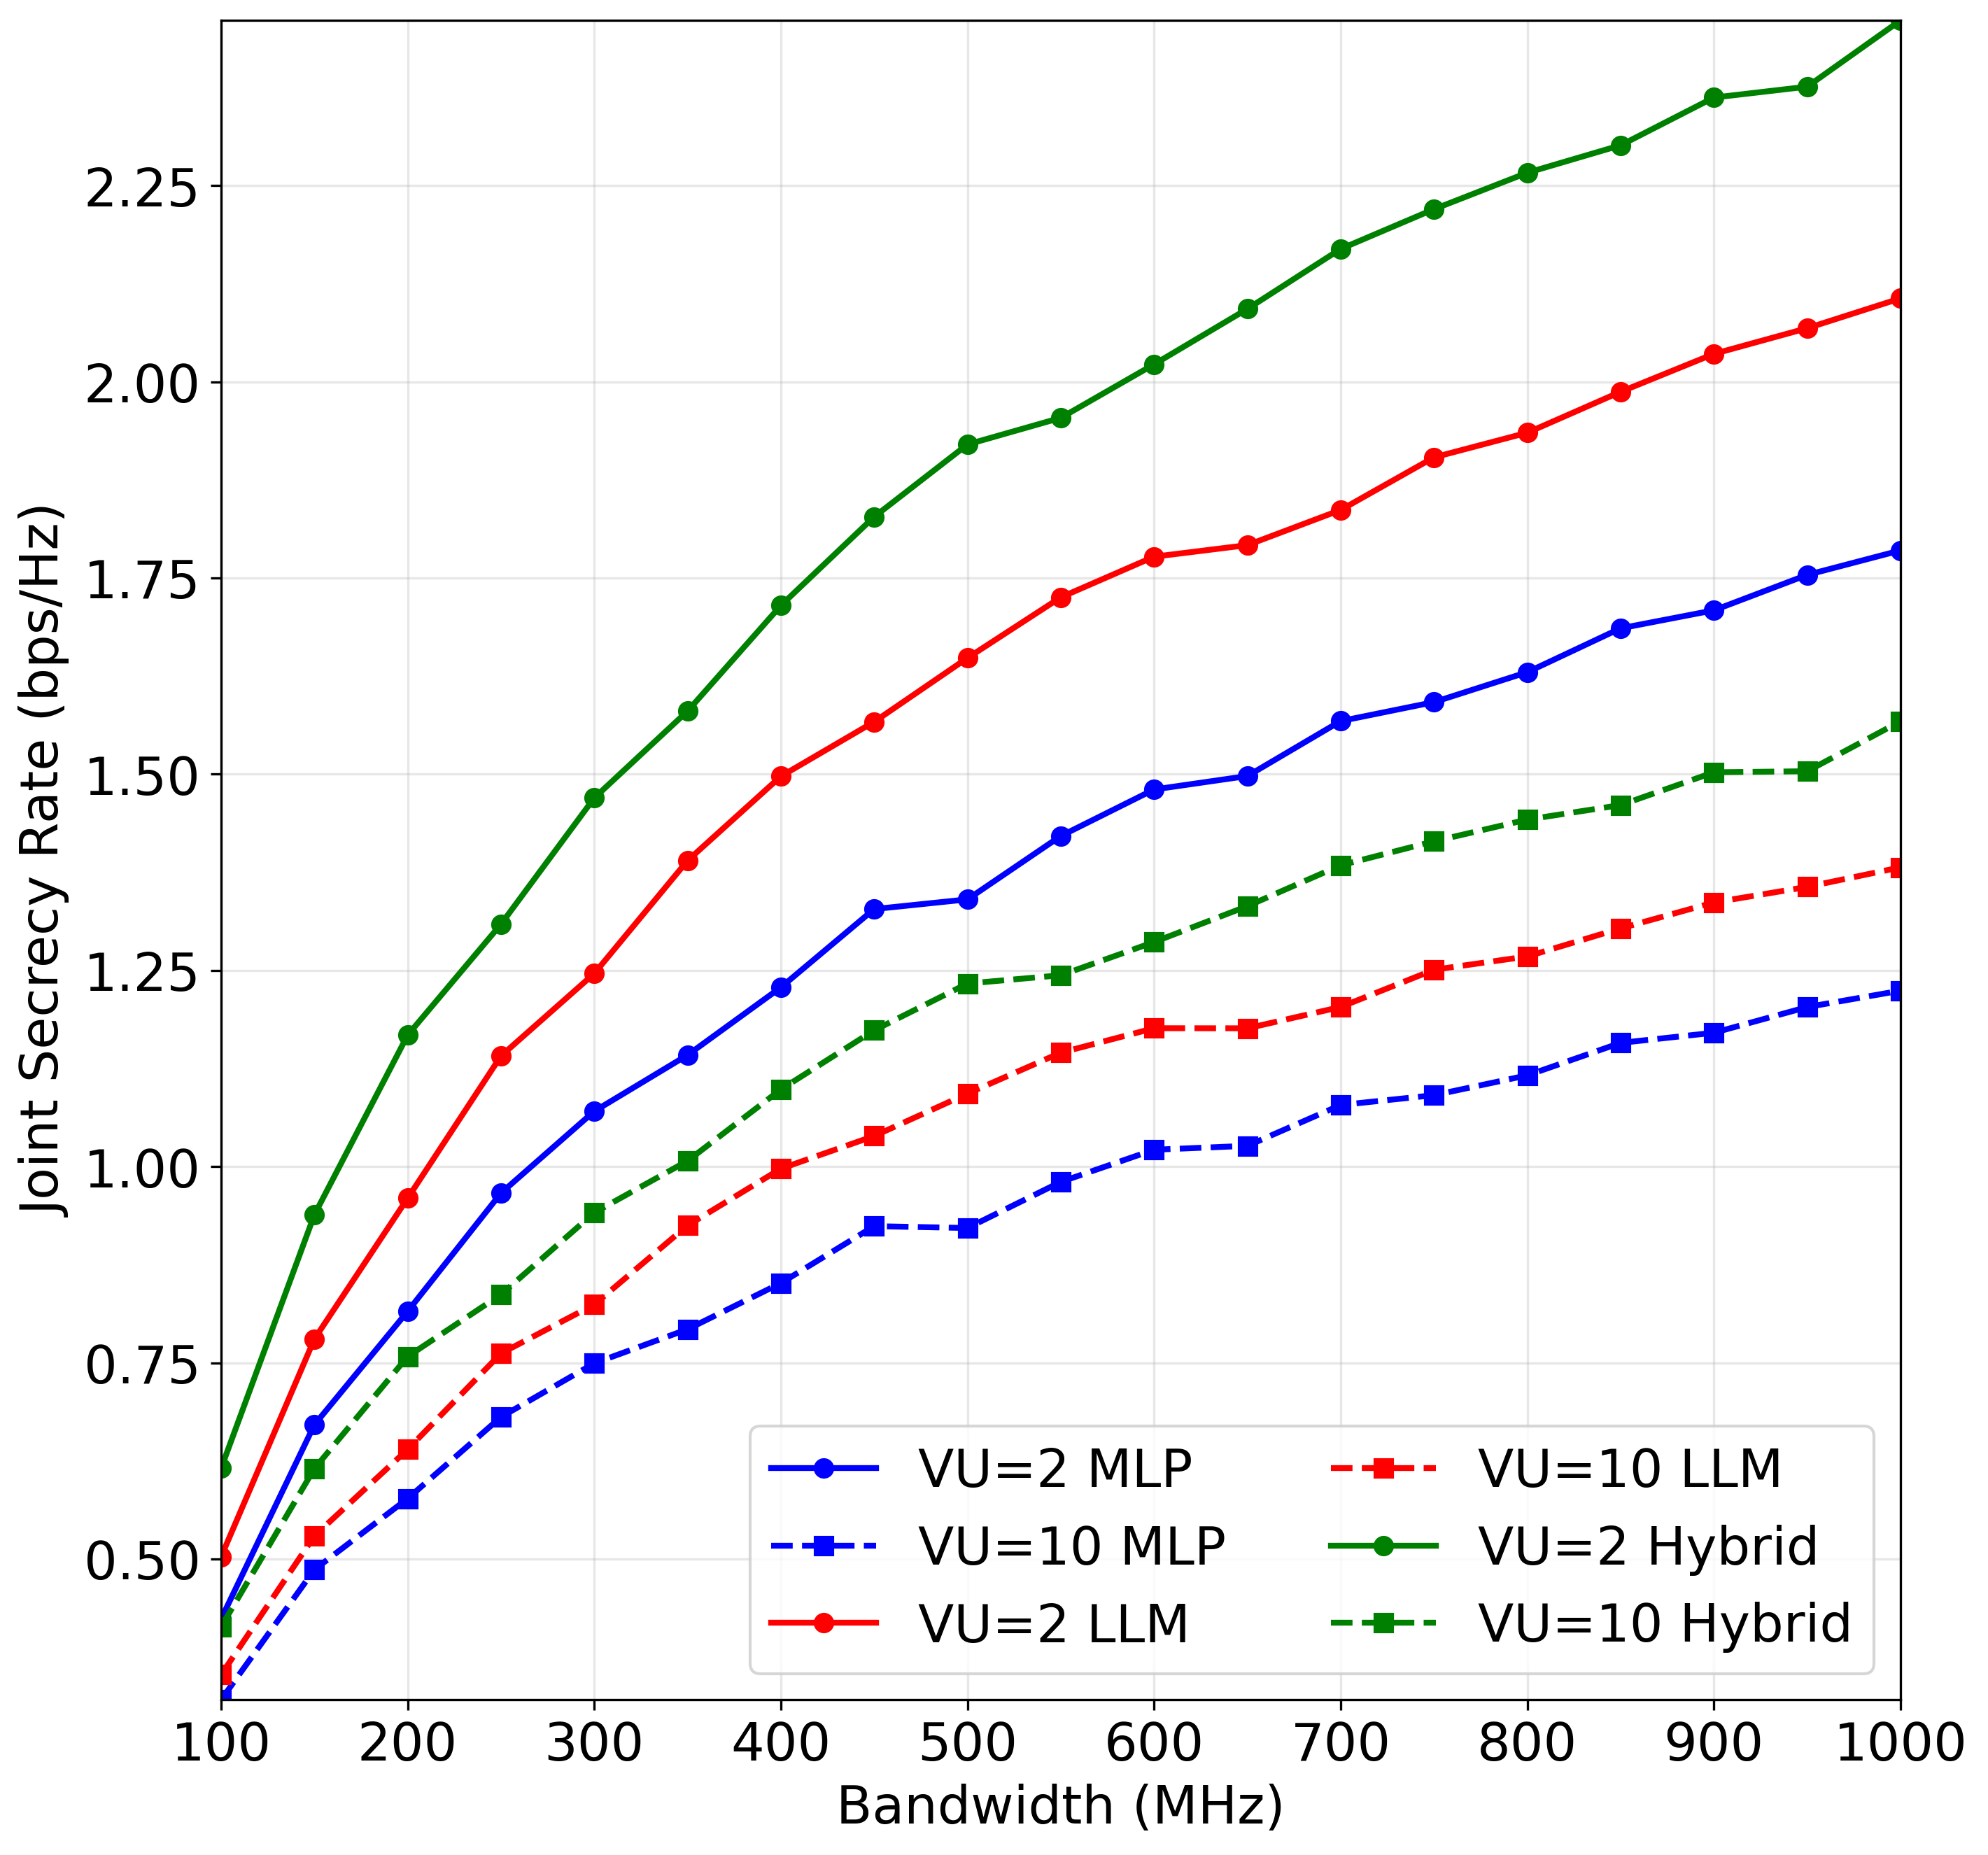 Joint Secrecy Rate (bps/Hz)
2.25
2.00
1.75
1.50
1.25
1.00
0.75
0.50
VU=2 MLP
VU=10 MLP
VU=2 LLM
VU=10 LLM
VU=2 Hybrid
VU=10 Hybrid
100 200 300 400 500 600 700 800 900 1000
Bandwidth (MHz)